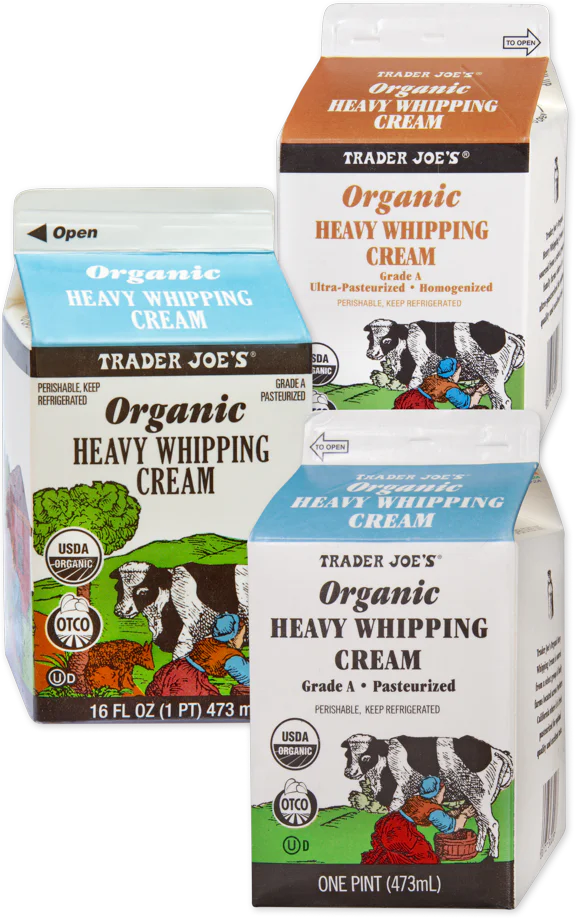 TO OPEN
TRADER JOE'S®
Organic
HEAVY WHIPPING
CREAM
TRADER JOE'S®
Organic
HEAVY WHIPPING
CREAM
Grade A
Ultra-Pasteurized • Homogenized
PERISHABLE, KEEP REFRIGERATED
USDA
ORGANIC
Open
Organic
HEAVY WHIPPING
CREAM
TRADER JOE'S®
PERISHABLE, KEEP
REFRIGERATED
GRADE A
PASTEURIZED
Organic
HEAVY WHIPPING
CREAM
USDA
ORGANIC
OTCO
U D
16 FL OZ (1 PT) 473 m
TO OPEN
TRADER JOE'S®
Organic
HEAVY WHIPPING
CREAM
TRADER JOE'S®
Organic
HEAVY WHIPPING
CREAM
Grade A • Pasteurized
PERISHABLE, KEEP REFRIGERATED
USDA
ORGANIC
OTCO
U D
ONE PINT (473mL)